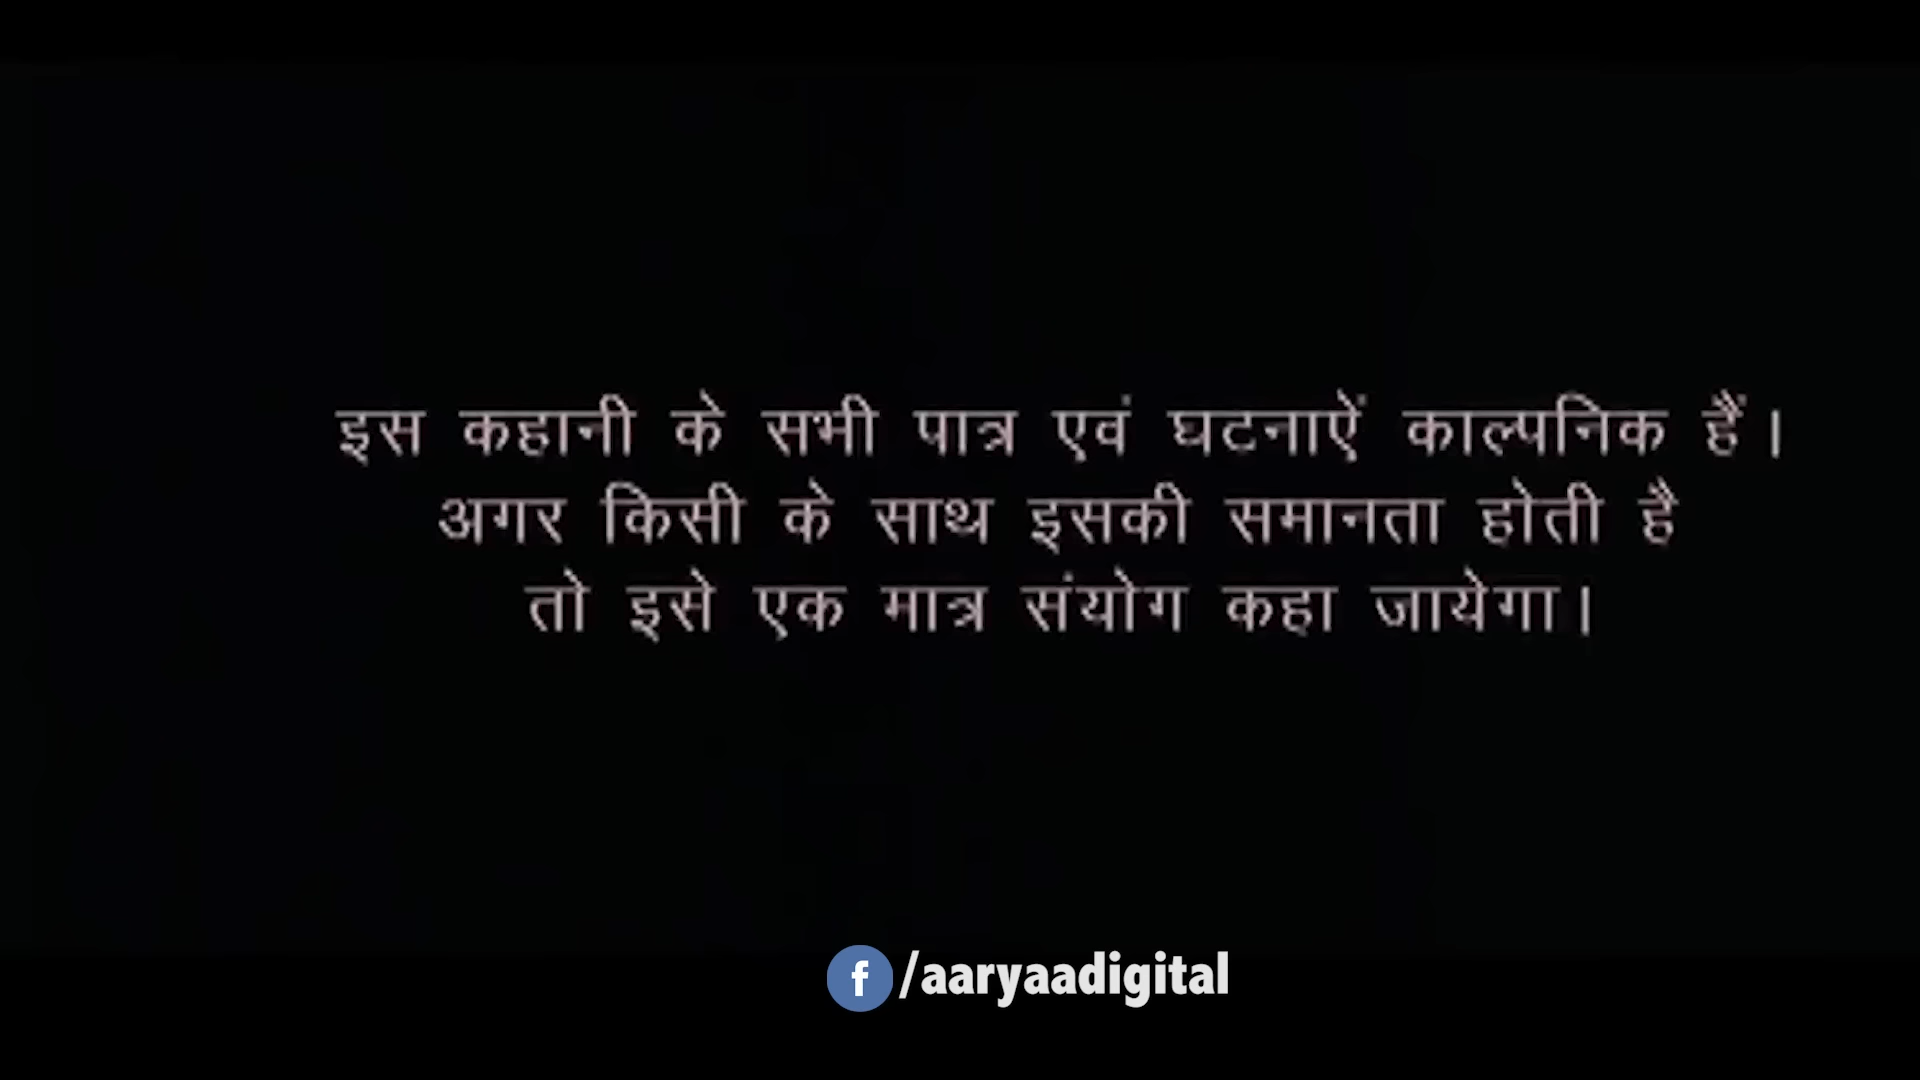 इस कहानी के सभी पात्र एवं घटनाऐं काल्पनिक हैं।
अगर किसी के साथ इसकी समानता होती है
तो इसे एक मात्र संयोग कहा जायेगा।
f /aaryaadigital